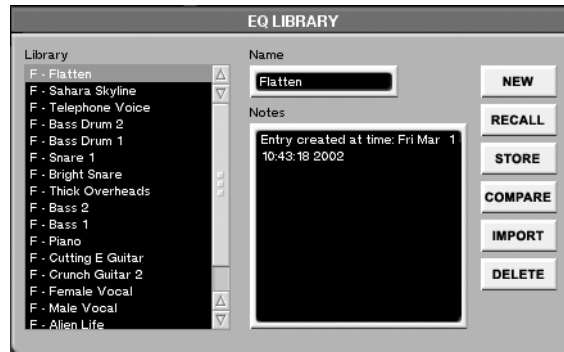 EQ LIBRARY
Library
F - Flatten
F - Sahara Skyline
F - Telephone Voice
F - Bass Drum 2
F - Bass Drum 1
F - Snare 1
F - Bright Snare
F - Thick Overheads
F - Bass 2
F - Bass 1
F - Piano
F - Cutting E Guitar
F - Crunch Guitar 2
F - Female Vocal
F - Male Vocal
F - Alien Life
Name
Flatten
Notes
Entry created at time: Fri Mar 1
10:43:18 2002
NEW
RECALL
STORE
COMPARE
IMPORT
DELETE